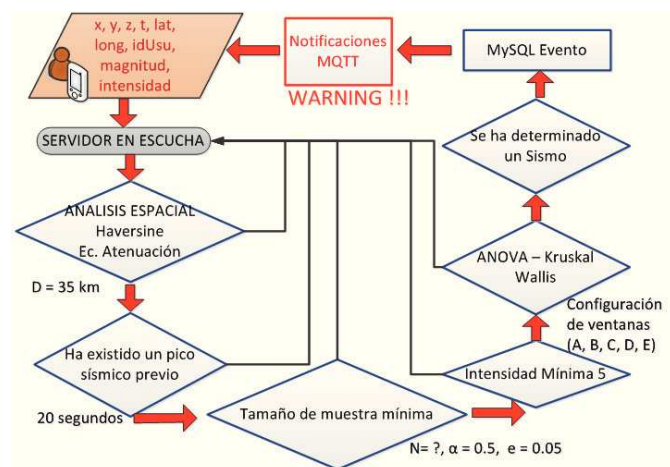 x, y, z, t, lat,
long, idUsu,
magnitud,
intensidad
Notificaciones
MQTT
WARNING !!!
MySQL Evento
SERVIDOR EN ESCUCHA
Se ha determinado
un Sismo
ANALISIS ESPACIAL
Haversine
Ec. Atenuación
ANOVA – Kruskal
Wallis
D = 35 km
Configuración
de ventanas
(A, B, C, D, E)
Ha existido un pico
sísmico previo
Intensidad Mínima 5
20 segundos
Tamaño de muestra mínima
N= ?, α = 0.5, e = 0.05